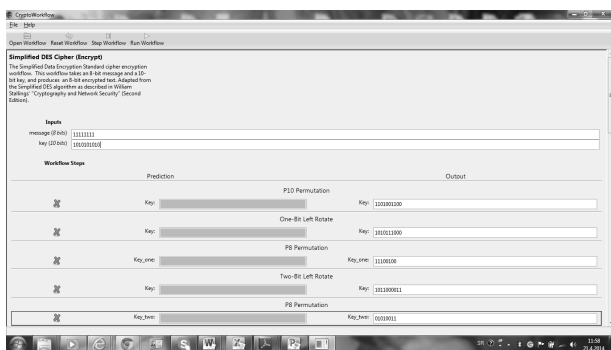 CryptoWorkflow
File Help
Open Workflow Reset Workflow Step Workflow Run Workflow
Simplified DES Cipher (Encrypt)
The Simplified Data Encryption Standard cipher encryption
workflow. This workflow takes an 8-bit message and a 10-
bit key, and produces an 8-bit encrypted text. Adapted from
the Simplified DES algorithm as described in William
Stallings' "Cryptography and Network Security" (Second
Edition).
Inputs
message (8 bits) 11111111
key (10 bits) 1010101010
Workflow Steps
Prediction Output
P10 Permutation
Key: Key: 1101001100
One-Bit Left Rotate
Key: Key: 1010111000
P8 Permutation
Key_one: Key_one: 11100100
Two-Bit Left Rotate
Key: Key: 1011000011
P8 Permutation
Key_two: Key_two: 01010011
SR 11:58
21.4.2014